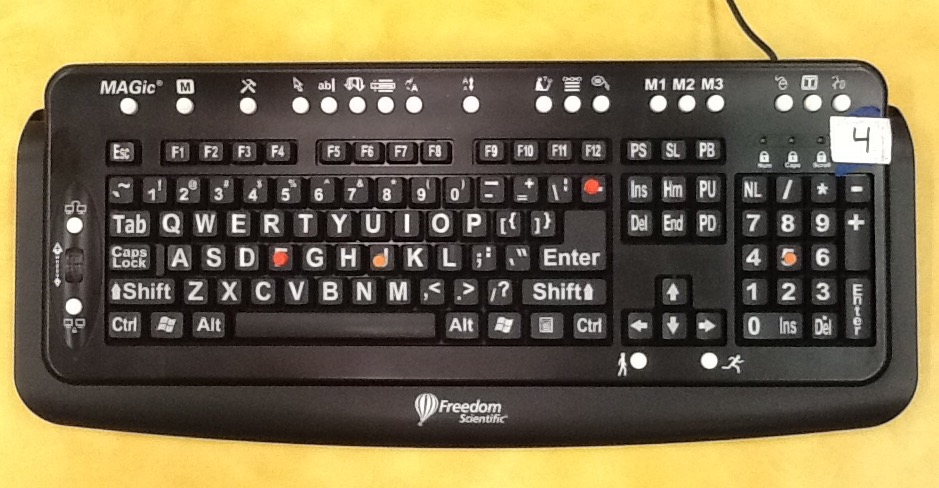 MAGic® M abl A M1 M2 M3
4
Esc F1 F2 F3 F4 F5 F6 F7 F8 F9 F10 F11 F12 PS SL PB Num Caps Scroll
`~ 1! 2@ 3# 4$ 5% 6^ 7& 8* 9( 0) -_ =+ \¦ Ins Hm PU NL / * -
Tab Q W E R T Y U I O P [{ ]} Del End PD 7 8 9 +
Caps Lock A S D F G H J K L ;: '" Enter 4 5 6
Shift Z X C V B N M ,< .> /? Shift 1 2 3 Enter
Ctrl Alt Alt Ctrl 0 Ins Del
Freedom
Scientific